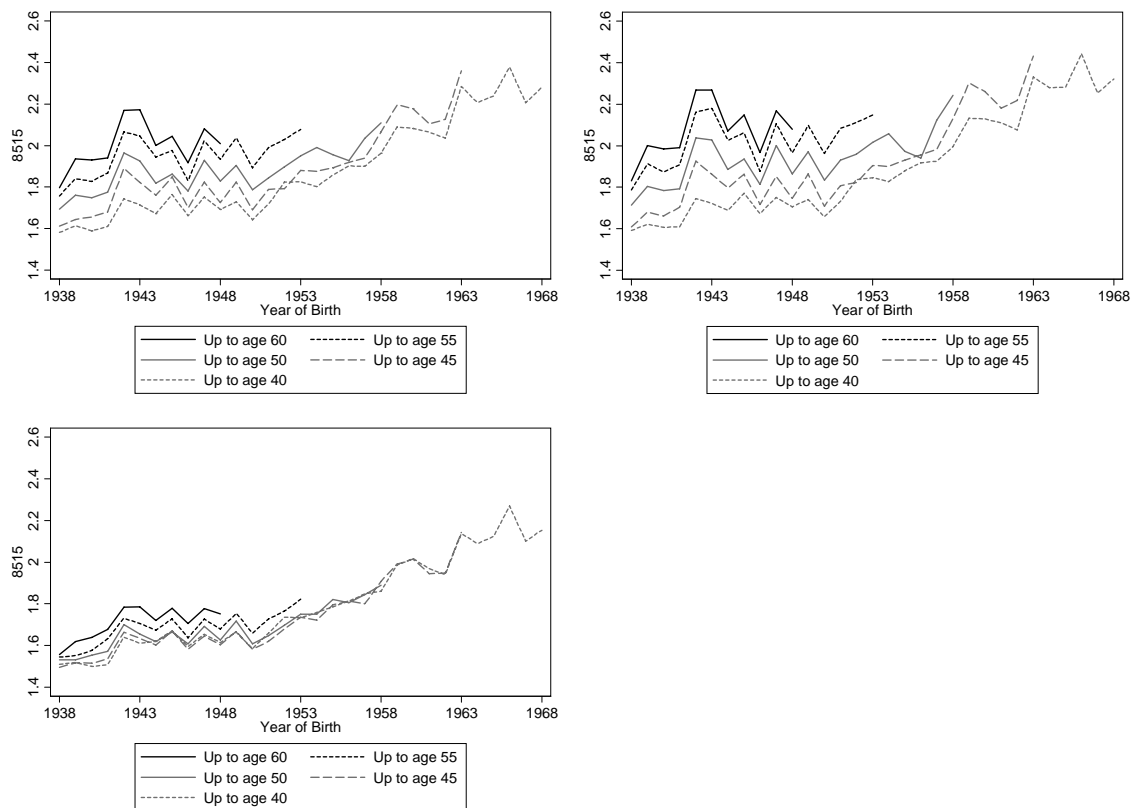 2.6
2.4
2.2
2
1.8
1.6
1.4
8515
1938 1943 1948 1953 1958 1963 1968
Year of Birth
Up to age 60 Up to age 55
Up to age 50 Up to age 45
Up to age 40
2.6
2.4
2.2
2
1.8
1.6
1.4
8515
1938 1943 1948 1953 1958 1963 1968
Year of Birth
Up to age 60 Up to age 55
Up to age 50 Up to age 45
Up to age 40
2.6
2.4
2.2
2
1.8
1.6
1.4
8515
1938 1943 1948 1953 1958 1963 1968
Year of Birth
Up to age 60 Up to age 55
Up to age 50 Up to age 45
Up to age 40